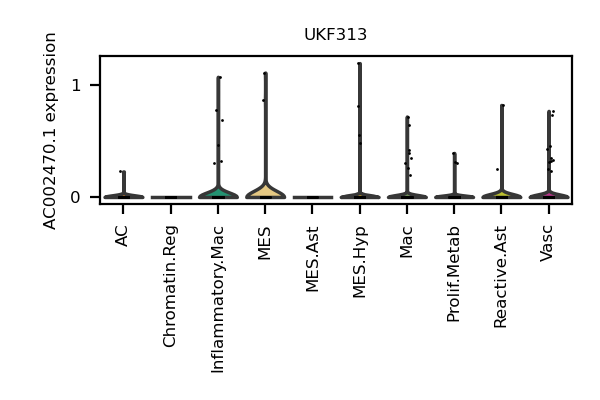 UKF313
AC002470.1 expression
1
0
AC
Chromatin.Reg
Inflammatory.Mac
MES
MES.Ast
MES.Hyp
Mac
Prolif.Metab
Reactive.Ast
Vasc